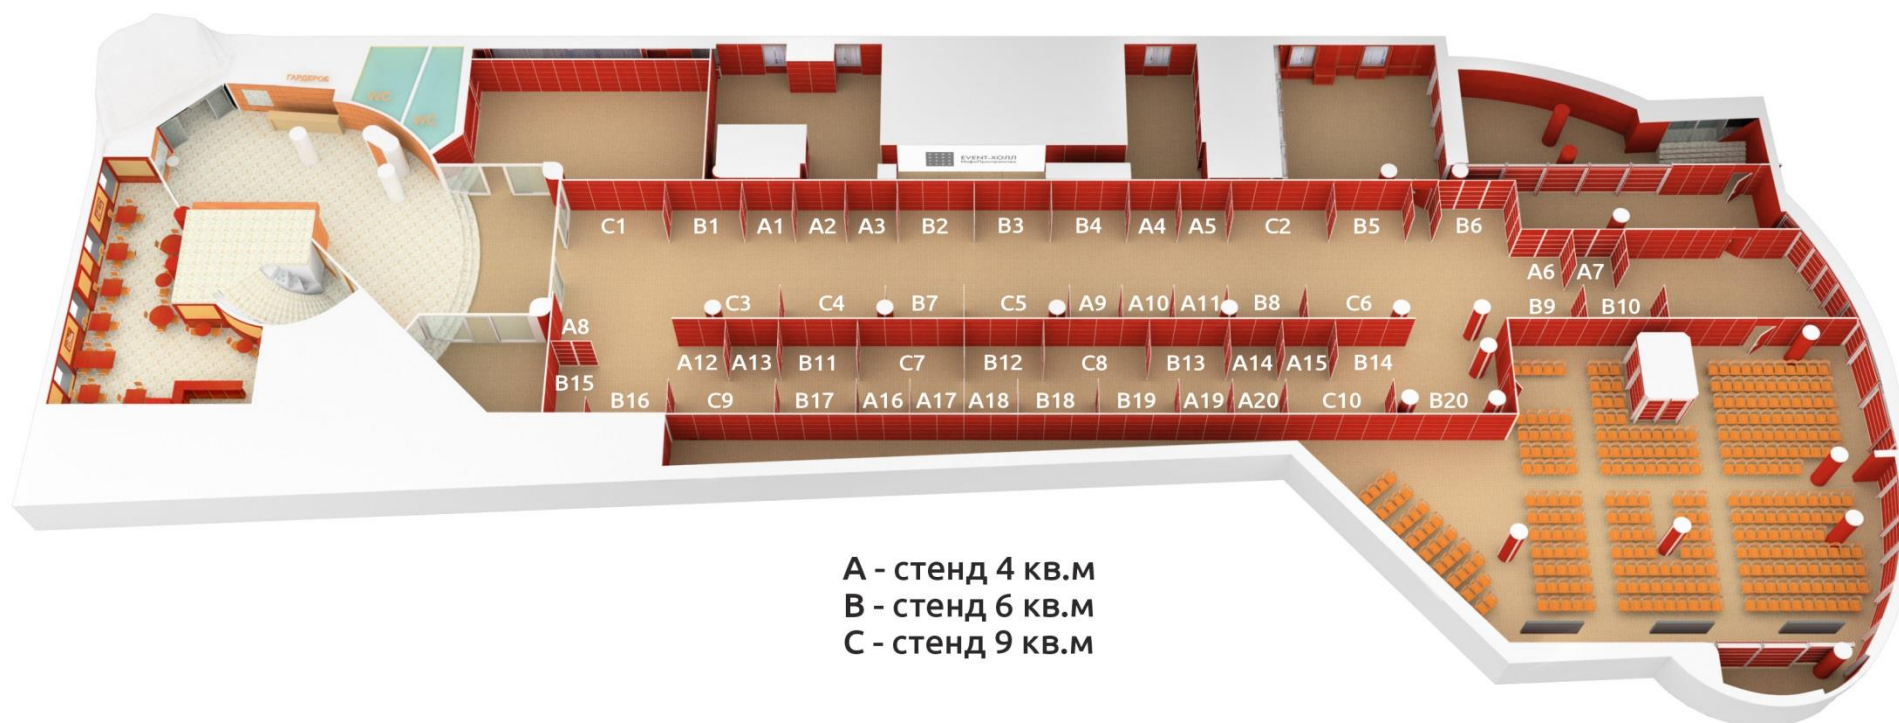 ГАРДЕРОБ
WC
WC
EVENT-ХОЛЛ
ИнфоПространство
C1 B1 A1 A2 A3 B2 B3 B4 A4 A5 C2 B5 B6
A6 A7
C3 C4 B7 C5 A9 A10 A11 B8 C6 B9 B10
A8
A12 A13 B11 C7 B12 C8 B13 A14 A15 B14
B15
B16 C9 B17 A16 A17 A18 B18 B19 A19 A20 C10 B20
A - стенд 4 кв.м
B - стенд 6 кв.м
C - стенд 9 кв.м